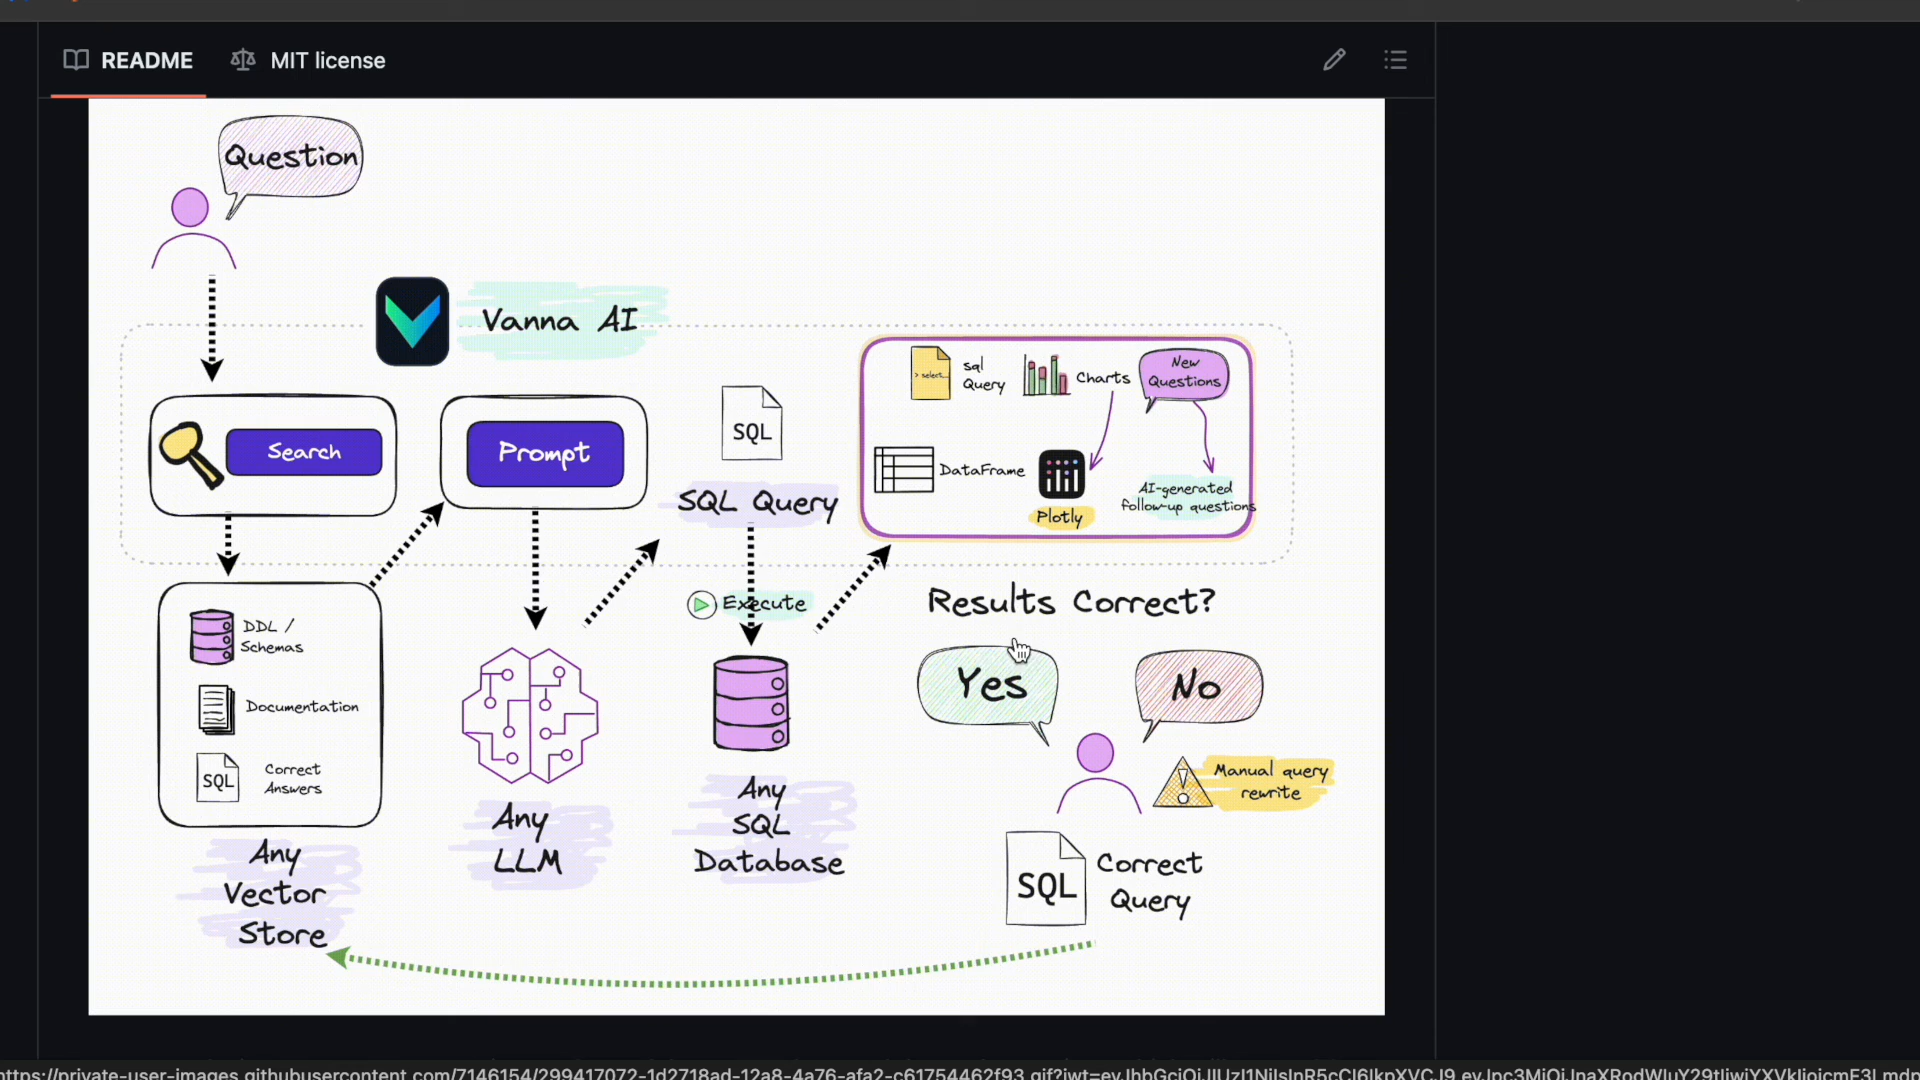 README
MIT license
Question
Vanna AI
Search
Prompt
SQL
SQL Query
> select...
sql
Query
Charts
New
Questions
DataFrame
Plotly
AI-generated
follow-up questions
Execute
DDL /
Schemas
Documentation
SQL
Correct
Answers
Any
Vector
Store
Any
LLM
Any
SQL
Database
Results Correct?
Yes
No
Manual query
rewrite
SQL
Correct
Query